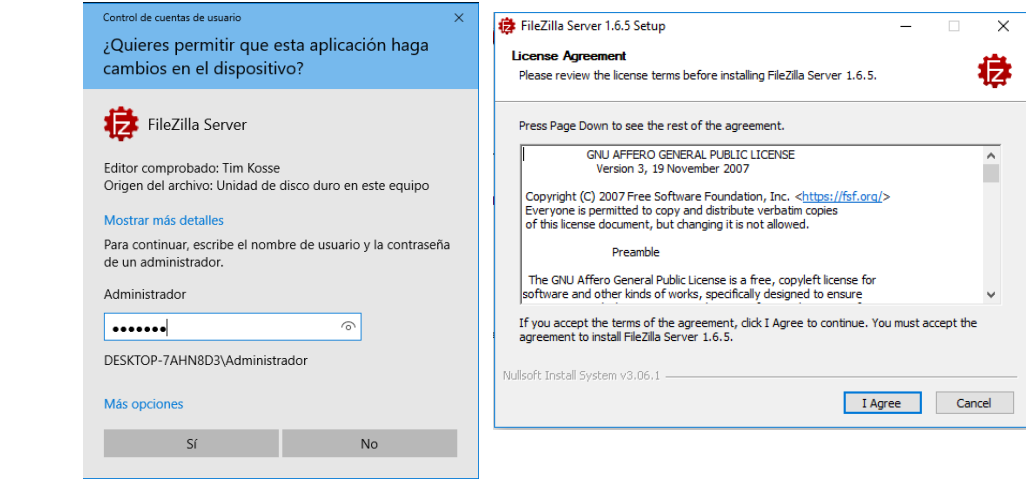 Control de cuentas de usuario
¿Quieres permitir que esta aplicación haga
cambios en el dispositivo?
FileZilla Server
Editor comprobado: Tim Kosse
Origen del archivo: Unidad de disco duro en este equipo
Mostrar más detalles
Para continuar, escribe el nombre de usuario y la contraseña
de un administrador.
Administrador
•••••••
DESKTOP-7AHN8D3\Administrador
Más opciones
Sí
No
FileZilla Server 1.6.5 Setup
License Agreement
Please review the license terms before installing FileZilla Server 1.6.5.
Press Page Down to see the rest of the agreement.
GNU AFFERO GENERAL PUBLIC LICENSE
Version 3, 19 November 2007
Copyright (C) 2007 Free Software Foundation, Inc. <https://fsf.org/>
Everyone is permitted to copy and distribute verbatim copies
of this license document, but changing it is not allowed.
Preamble
The GNU Affero General Public License is a free, copyleft license for
software and other kinds of works, specifically designed to ensure
If you accept the terms of the agreement, click I Agree to continue. You must accept the
agreement to install FileZilla Server 1.6.5.
Nullsoft Install System v3.06.1
I Agree
Cancel